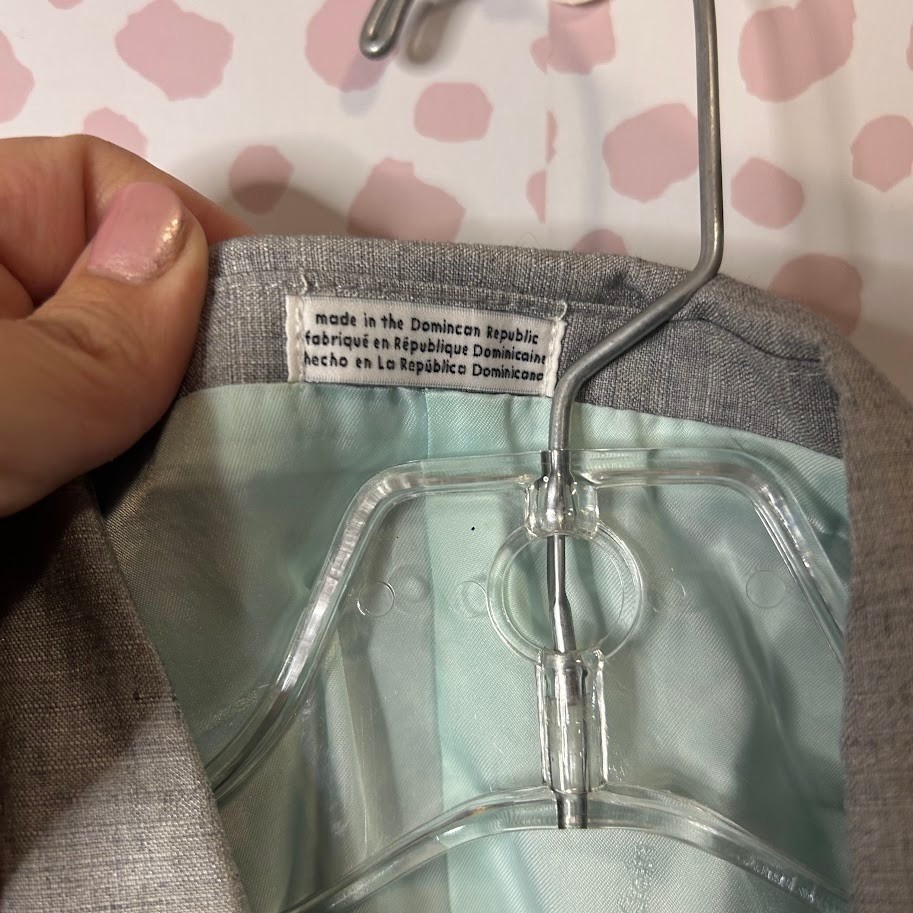 made in the Domincan Republic
fabriqué en République Dominicaine
hecho en La República Dominicana